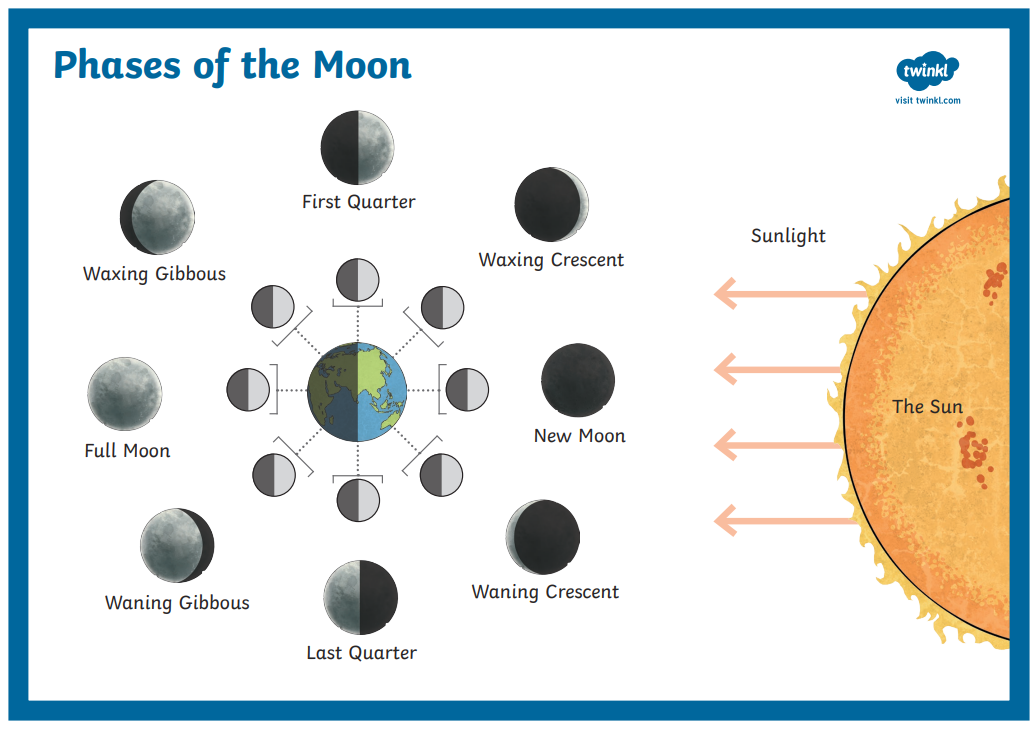 Phases of the Moon
twinkl
visit twinkl.com
First Quarter
Waxing Gibbous
Waxing Crescent
Sunlight
The Sun
Full Moon
New Moon
Waning Gibbous
Waning Crescent
Last Quarter